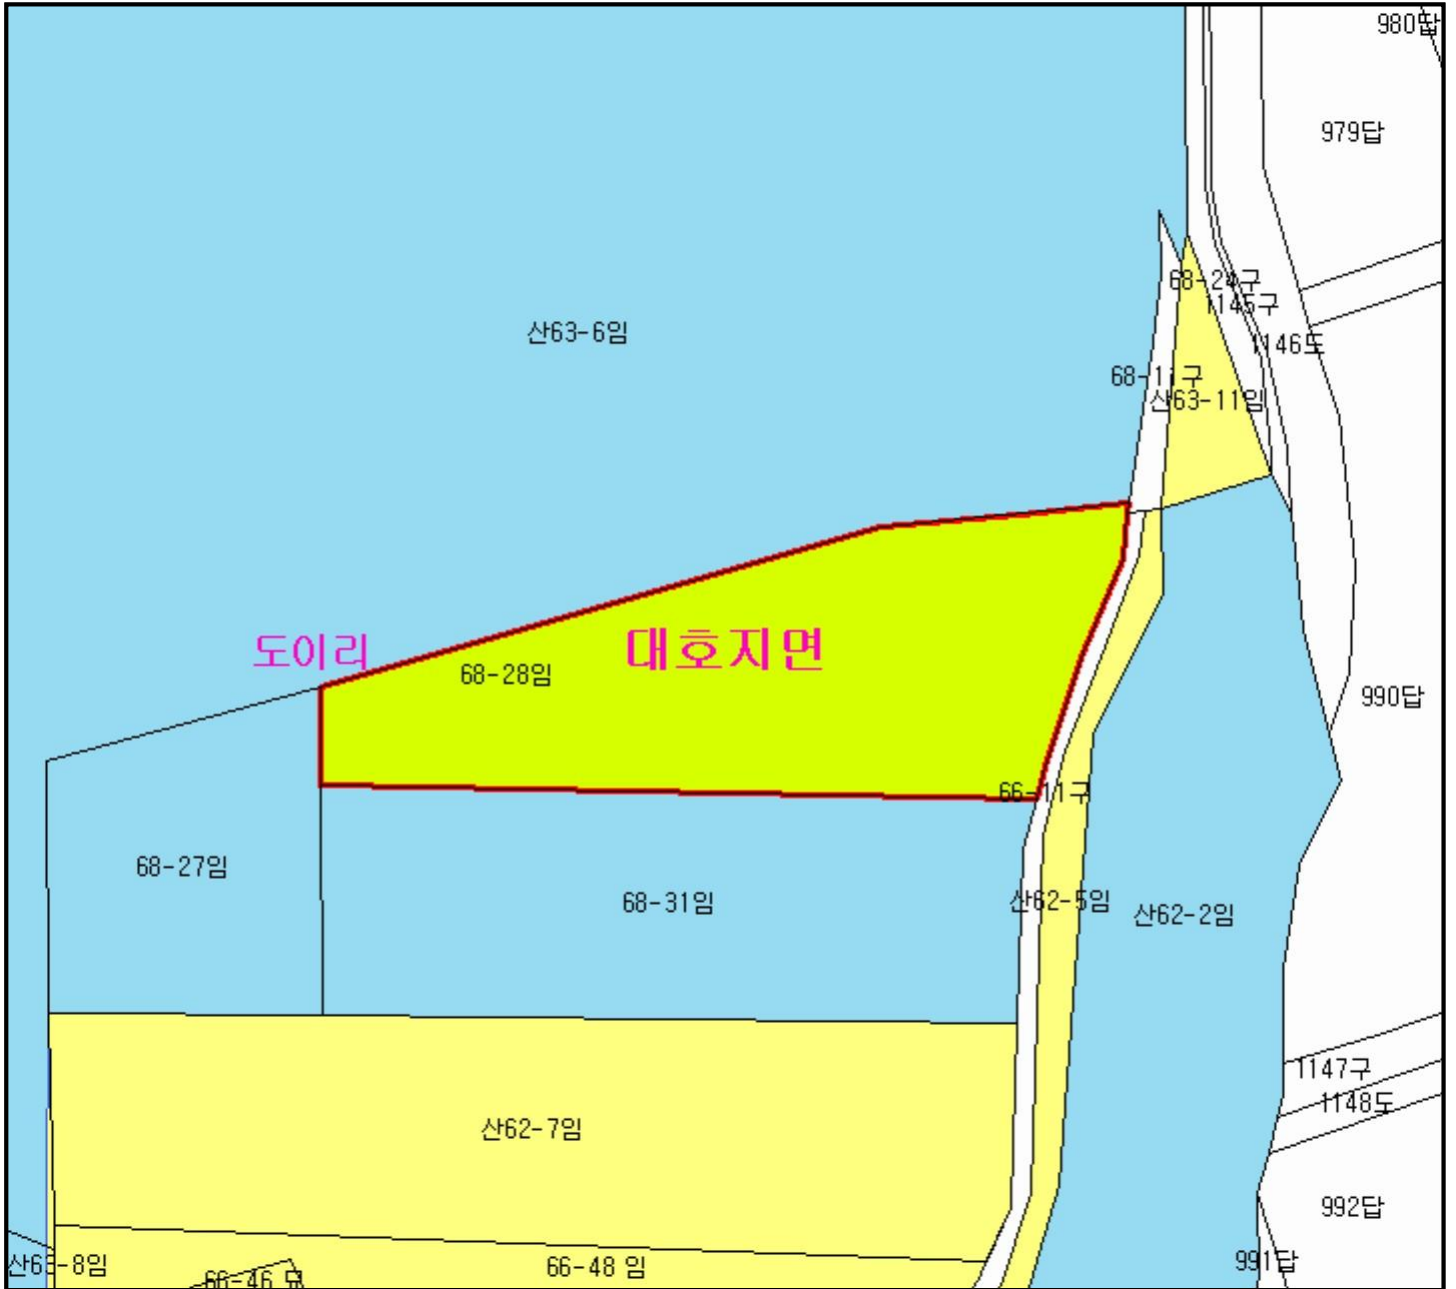 980답
979답
68-24구
1145구
산63-6임
1146도
68-11구
산63-11임
도이리
대호지면
68-28임
990답
66-11구
68-27임
68-31임
산62-5임
산62-2임
1147구
1148도
산62-7임
992답
991답
66-48 임